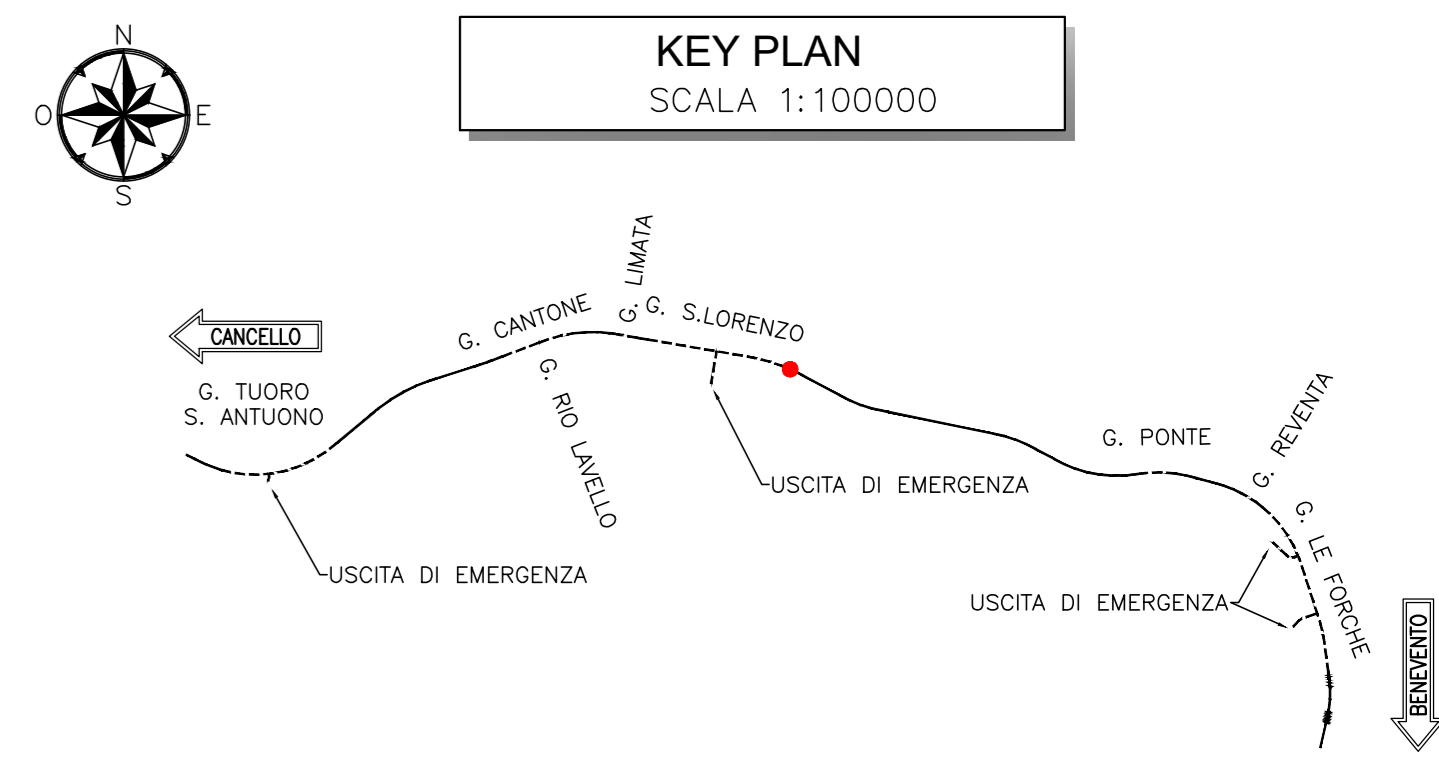 N
O
E
S
KEY PLAN
SCALA 1:100000
CANCELLO
G. TUORO
S. ANTUONO
G. CANTONE
G. LIMATA
G. S.LORENZO
G. RIO LAVELLO
USCITA DI EMERGENZA
USCITA DI EMERGENZA
G. PONTE
G. REVENTA
G. LE FORCHE
USCITA DI EMERGENZA
BENEVENTO